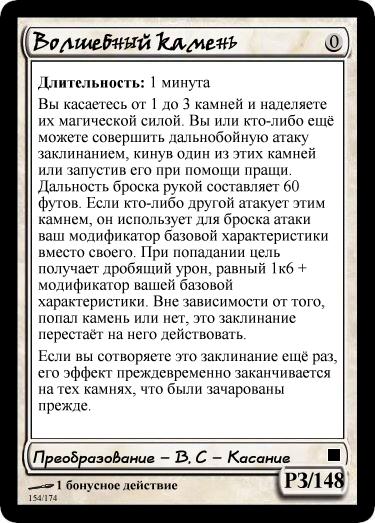 Волшебный камень 0
Длительность: 1 минута
Вы касаетесь от 1 до 3 камней и наделяете
их магической силой. Вы или кто-либо ещё
можете совершить дальнобойную атаку
заклинанием, кинув один из этих камней
или запустив его при помощи пращи.
Дальность броска рукой составляет 60
футов. Если кто-либо другой атакует этим
камнем, он использует для броска атаки
ваш модификатор базовой характеристики
вместо своего. При попадании цель
получает дробящий урон, равный 1к6 +
модификатор вашей базовой
характеристики. Вне зависимости от того,
попал камень или нет, это заклинание
перестаёт на него действовать.
Если вы сотворяете это заклинание ещё раз,
его эффект преждевременно заканчивается
на тех камнях, что были зачарованы
прежде.
Преобразование – В, С – Касание
1 бонусное действие
РЗ/148
154/174